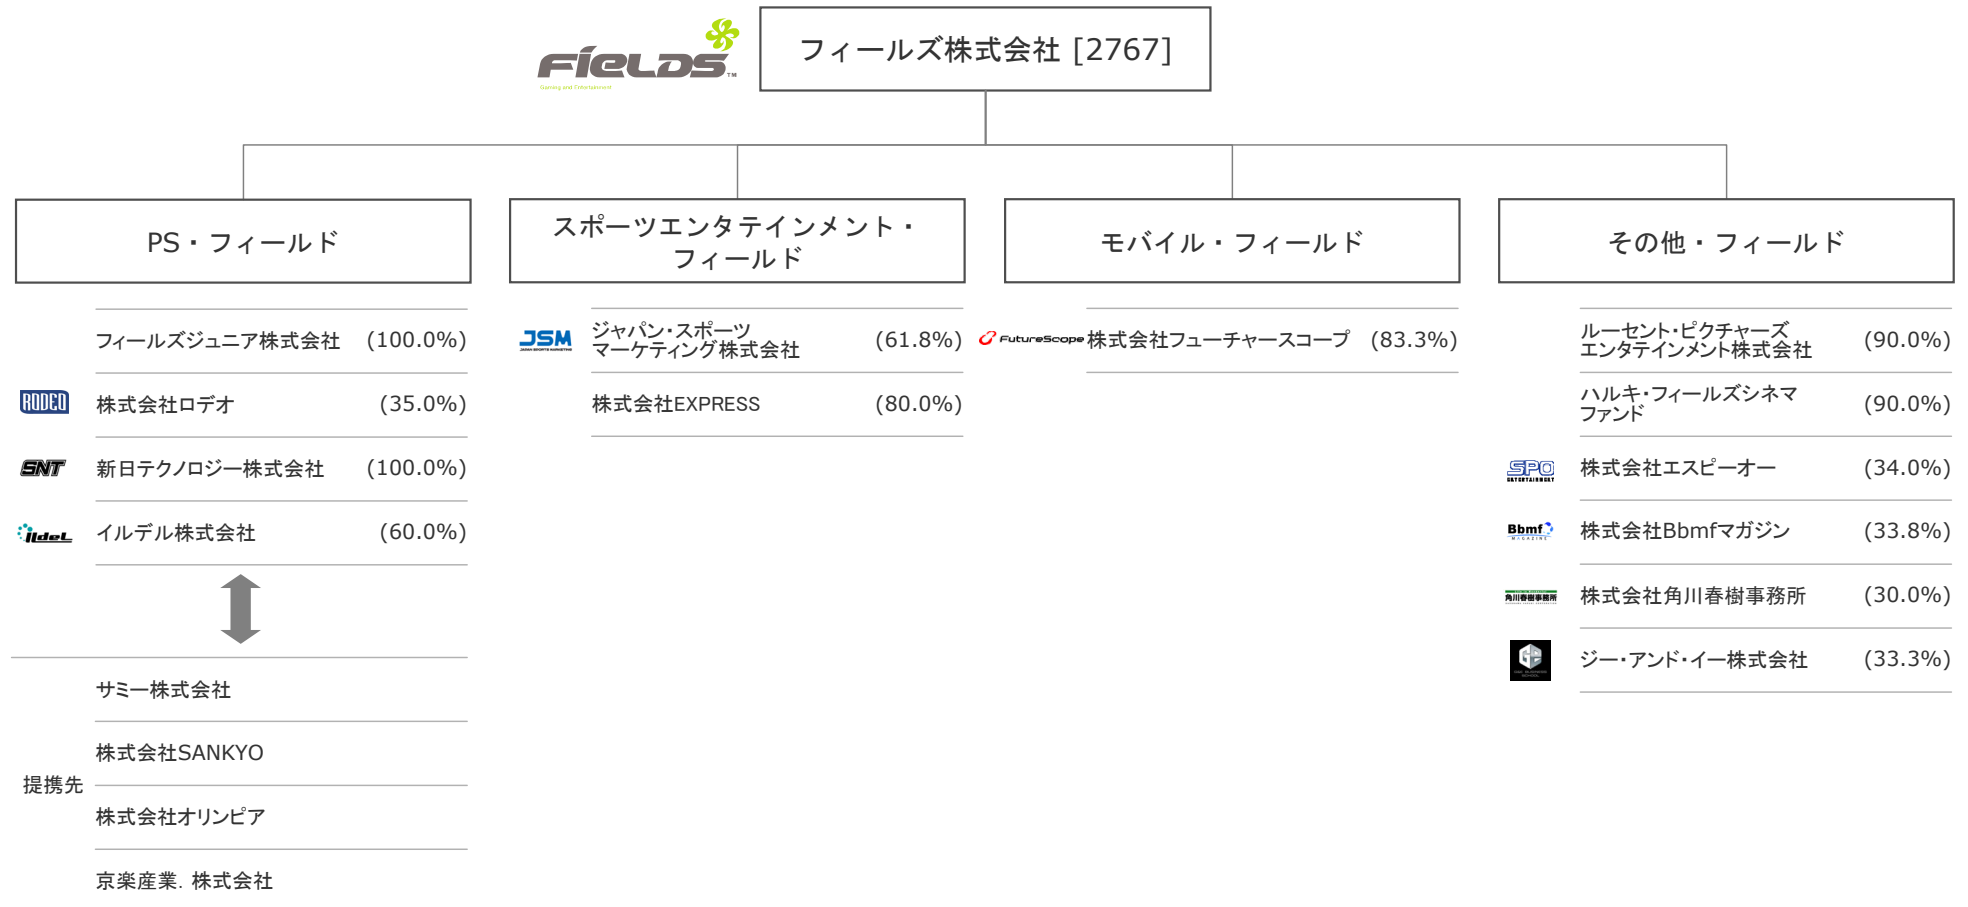 FIELDS TM
Gaming and Entertainment
フィールズ株式会社 [2767]
PS・フィールド
フィールズジュニア株式会社 (100.0%)
RODEO 株式会社ロデオ (35.0%)
SNT 新日テクノロジー株式会社 (100.0%)
ildeL イルデル株式会社 (60.0%)
提携先
サミー株式会社
株式会社SANKYO
株式会社オリンピア
京楽産業. 株式会社
スポーツエンタテインメント・
フィールド
JSM
JAPAN SPORTS MARKETING
ジャパン・スポーツ
マーケティング株式会社 (61.8%)
株式会社EXPRESS (80.0%)
モバイル・フィールド
FutureScope 株式会社フューチャースコープ (83.3%)
その他・フィールド
ルーセント・ピクチャーズ
エンタテインメント株式会社 (90.0%)
ハルキ・フィールズシネマ
ファンド (90.0%)
SPO
ENTERTAINMENT
株式会社エスピーオー (34.0%)
Bbmf
MAGAZINE
株式会社Bbmfマガジン (33.8%)
角川春樹事務所
株式会社角川春樹事務所 (30.0%)
ジー・アンド・イー株式会社 (33.3%)